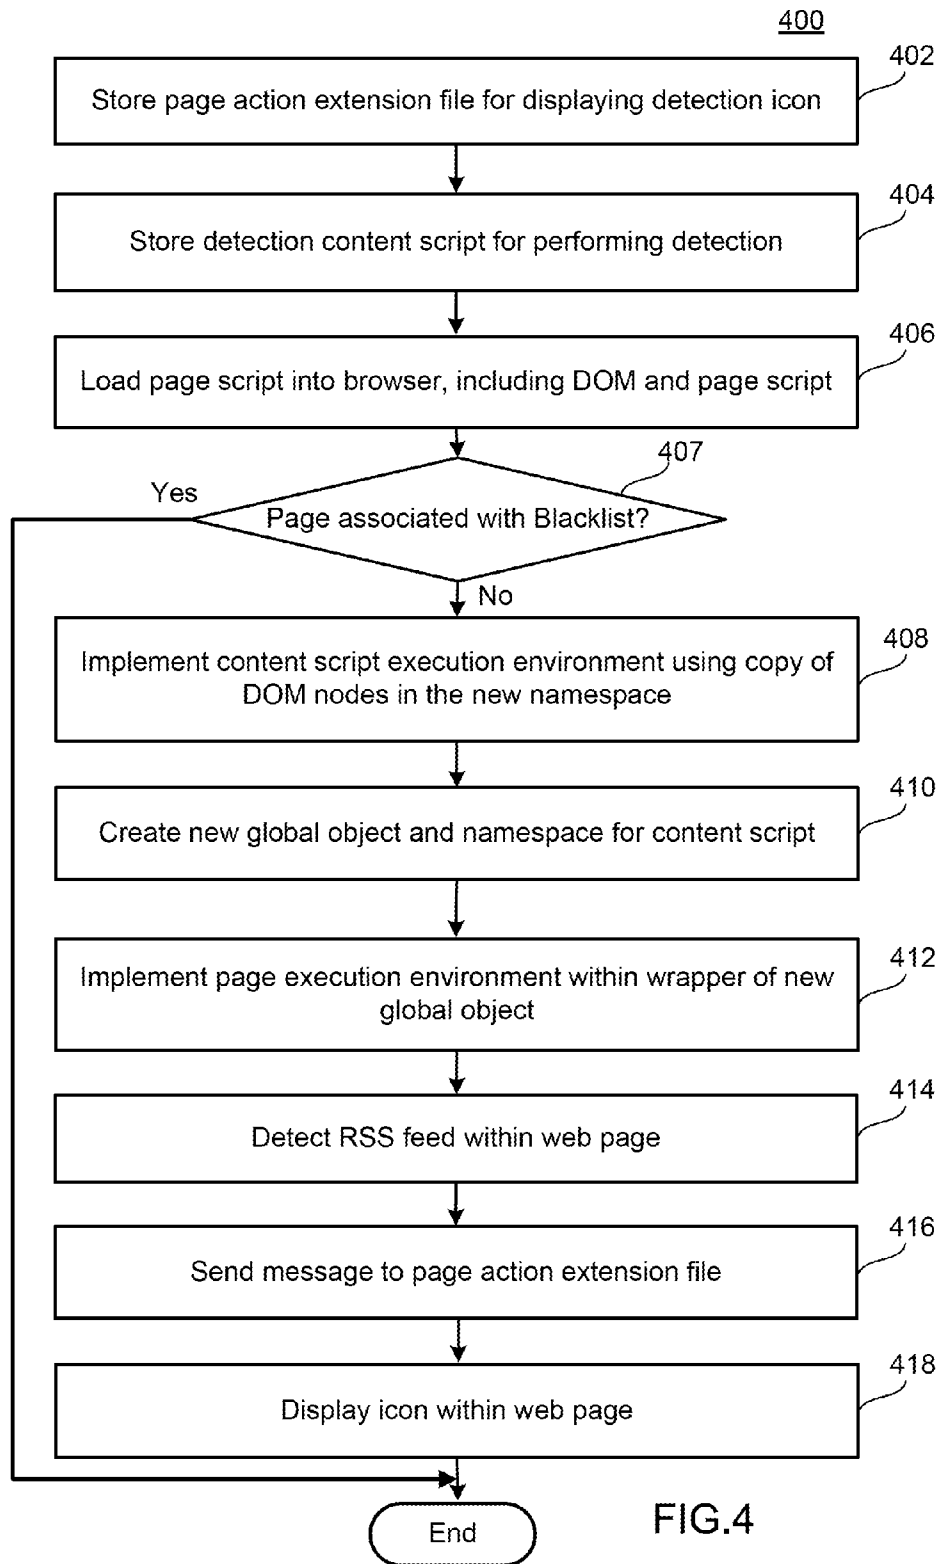 400
402
Store page action extension file for displaying detection icon
404
Store detection content script for performing detection
406
Load page script into browser, including DOM and page script
407
Yes
Page associated with Blacklist?
No
408
Implement content script execution environment using copy of
DOM nodes in the new namespace
410
Create new global object and namespace for content script
412
Implement page execution environment within wrapper of new
global object
414
Detect RSS feed within web page
416
Send message to page action extension file
418
Display icon within web page
End
FIG.4